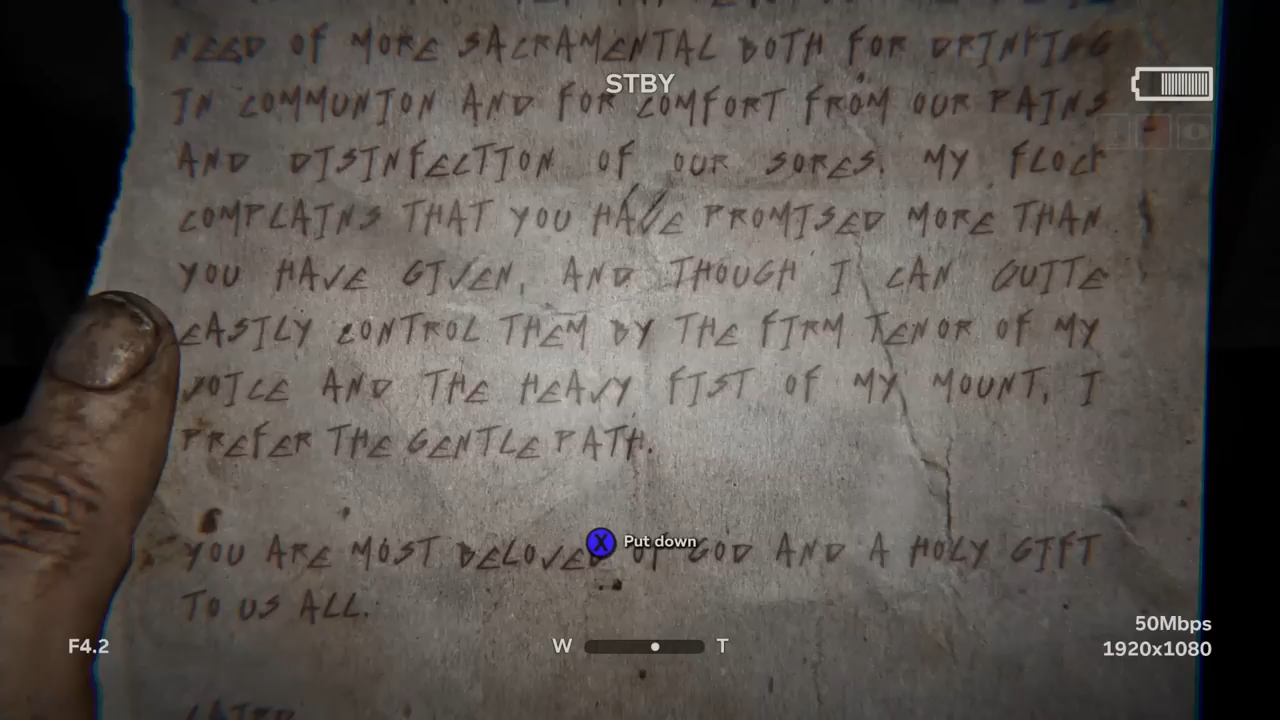 NEED OF MORE SACRAMENTAL BOTH FOR DRINKING
STBY
IN COMMUNION AND FOR COMFORT FROM OUR PAINS
AND DISINFECTION OF OUR SORES. MY FLOCK
COMPLAINS THAT YOU HAVE PROMISED MORE THAN
YOU HAVE GIVEN, AND THOUGH I CAN QUITE
EASILY CONTROL THEM BY THE FIRM TENOR OF MY
VOICE AND THE HEAVY FIST OF MY MOUNT, I
PREFER THE GENTLE PATH.
YOU ARE MOST BELOVED OF GOD AND A HOLY GIFT
X Put down
TO US ALL.
50Mbps
F4.2 W T 1920x1080